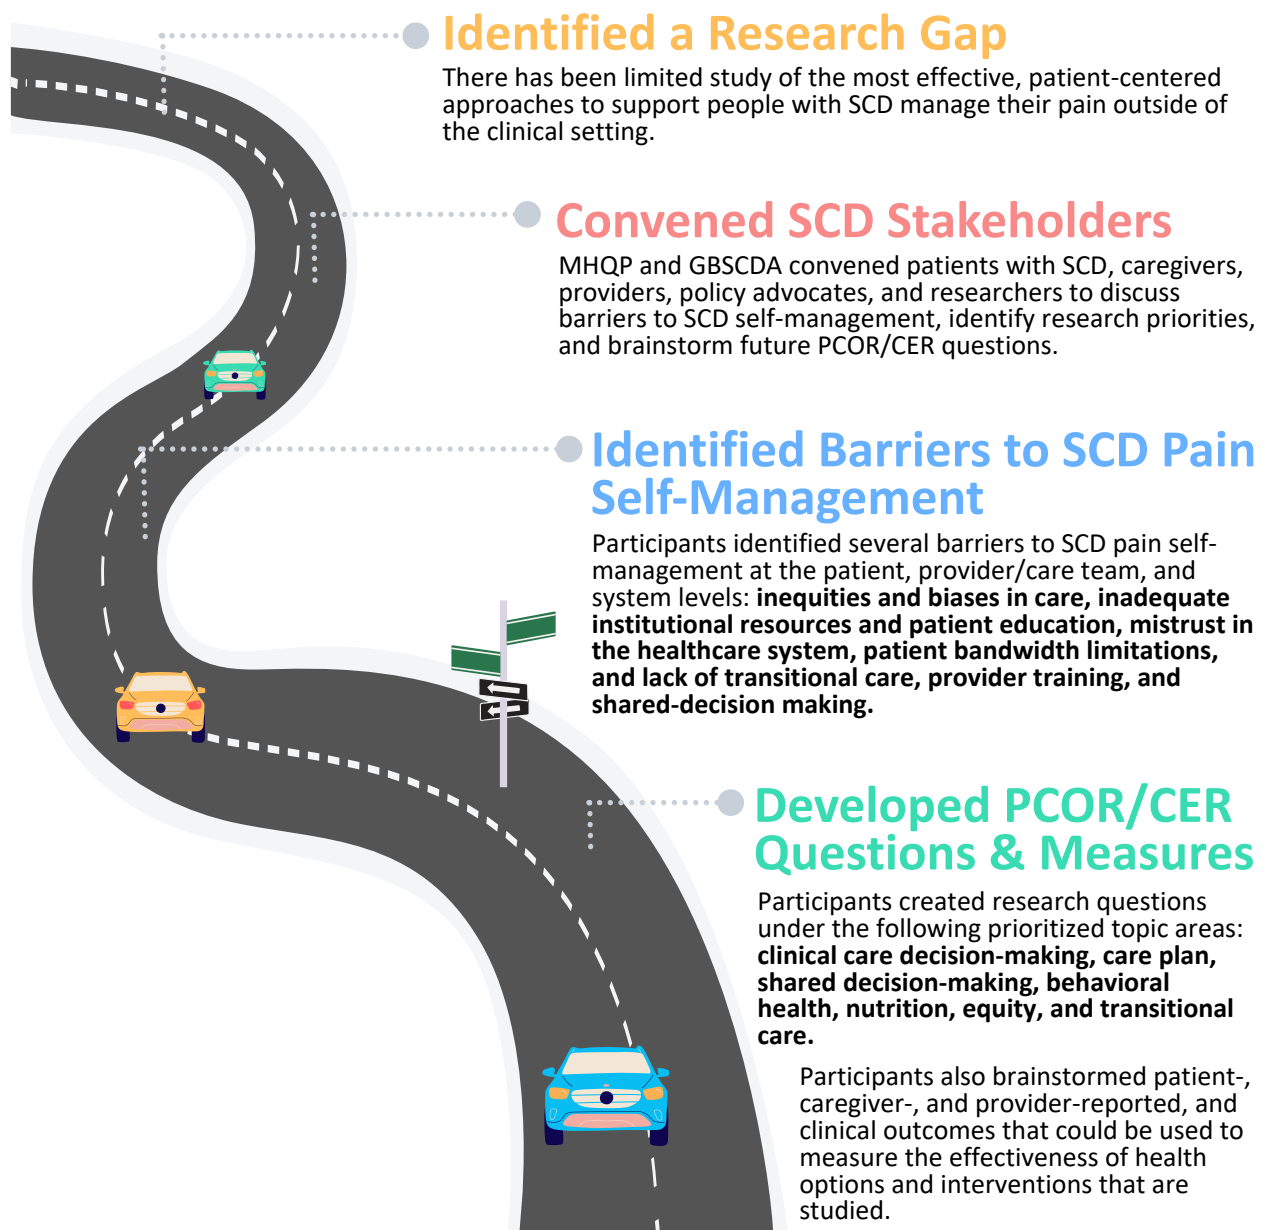 Identified a Research Gap
There has been limited study of the most effective, patient-centered
approaches to support people with SCD manage their pain outside of
the clinical setting.
Convened SCD Stakeholders
MHQP and GBSCDA convened patients with SCD, caregivers,
providers, policy advocates, and researchers to discuss
barriers to SCD self-management, identify research priorities,
and brainstorm future PCOR/CER questions.
Identified Barriers to SCD Pain
Self-Management
Participants identified several barriers to SCD pain self-
management at the patient, provider/care team, and
system levels: inequities and biases in care, inadequate
institutional resources and patient education, mistrust in
the healthcare system, patient bandwidth limitations,
and lack of transitional care, provider training, and
shared-decision making.
Developed PCOR/CER
Questions & Measures
Participants created research questions
under the following prioritized topic areas:
clinical care decision-making, care plan,
shared decision-making, behavioral
health, nutrition, equity, and transitional
care.
Participants also brainstormed patient-,
caregiver-, and provider-reported, and
clinical outcomes that could be used to
measure the effectiveness of health
options and interventions that are
studied.